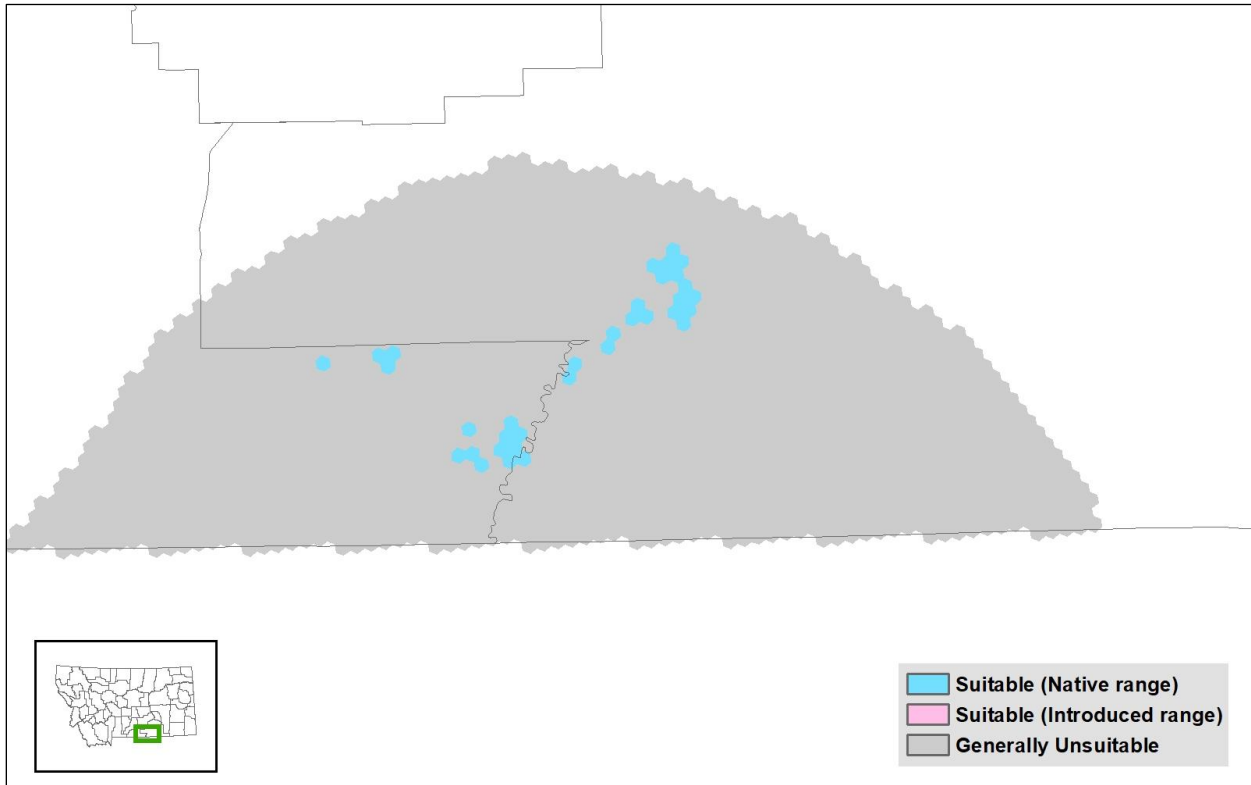 Suitable (Native range)
Suitable (Introduced range)
Generally Unsuitable